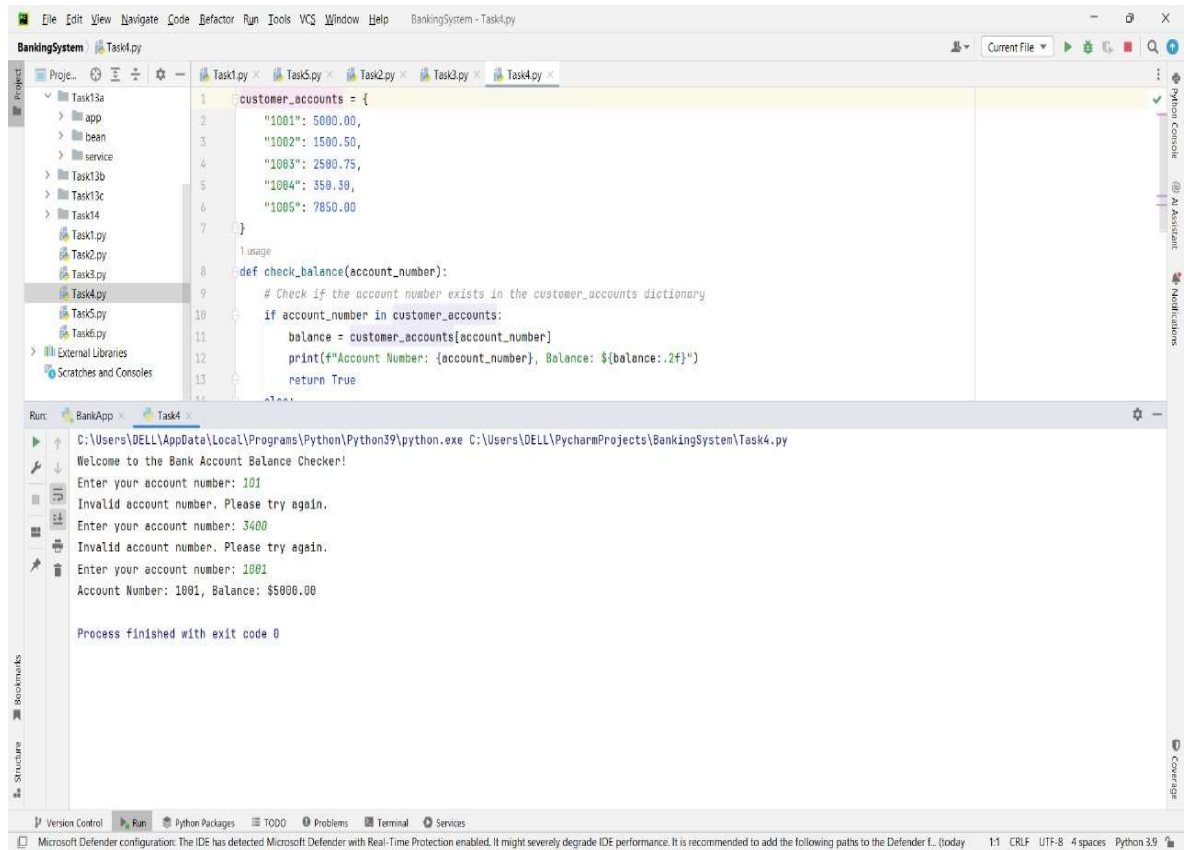 File Edit View Navigate Code Refactor Run Tools VCS Window Help BankingSystem - Task4.py
BankingSystem Task4.py Current File
Proje... Task1.py Task5.py Task2.py Task3.py Task4.py
Project
Task13a
app
bean
service
Task13b
Task13c
Task14
Task1.py
Task2.py
Task3.py
Task4.py
Task5.py
Task6.py
External Libraries
Scratches and Consoles
1 customer_accounts = {
2 "1001": 5000.00,
3 "1002": 1500.50,
4 "1003": 2500.75,
5 "1004": 350.30,
6 "1005": 7850.00
7 }
1 usage
8 def check_balance(account_number):
9 # Check if the account number exists in the customer_accounts dictionary
10 if account_number in customer_accounts:
11 balance = customer_accounts[account_number]
12 print(f"Account Number: {account_number}, Balance: ${balance:.2f}")
13 return True
14 else:
Python Console
AI Assistant
Notifications
Run: BankApp Task4
C:\Users\DELL\AppData\Local\Programs\Python\Python39\python.exe C:\Users\DELL\PycharmProjects\BankingSystem\Task4.py
Welcome to the Bank Account Balance Checker!
Enter your account number: 101
Invalid account number. Please try again.
Enter your account number: 3400
Invalid account number. Please try again.
Enter your account number: 1001
Account Number: 1001, Balance: $5000.00
Process finished with exit code 0
Bookmarks
Structure
Coverage
Version Control Run Python Packages TODO Problems Terminal Services
Microsoft Defender configuration: The IDE has detected Microsoft Defender with Real-Time Protection enabled. It might severely degrade IDE performance. It is recommended to add the following paths to the Defender f... (today 1:1 CRLF UTF-8 4 spaces Python 3.9